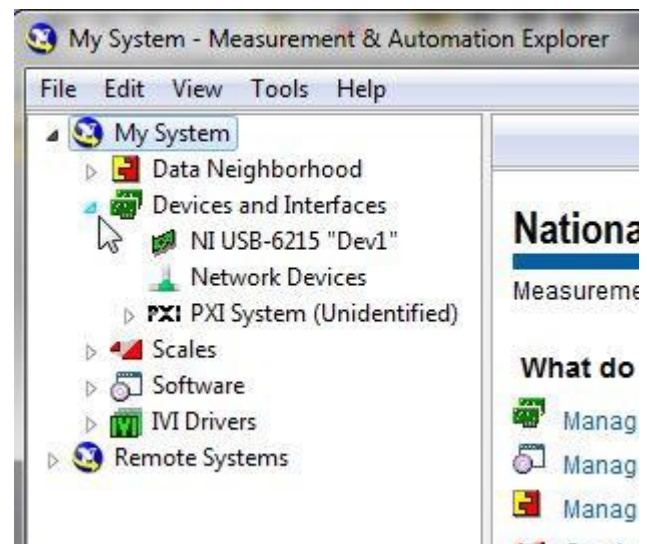 My System - Measurement & Automation Explorer
File Edit View Tools Help
My System
Data Neighborhood
Devices and Interfaces
NI USB-6215 "Dev1"
Network Devices
PXI PXI System (Unidentified)
Scales
Software
IVI Drivers
Remote Systems
Nationa
Measureme
What do
Manag
Manag
Manag